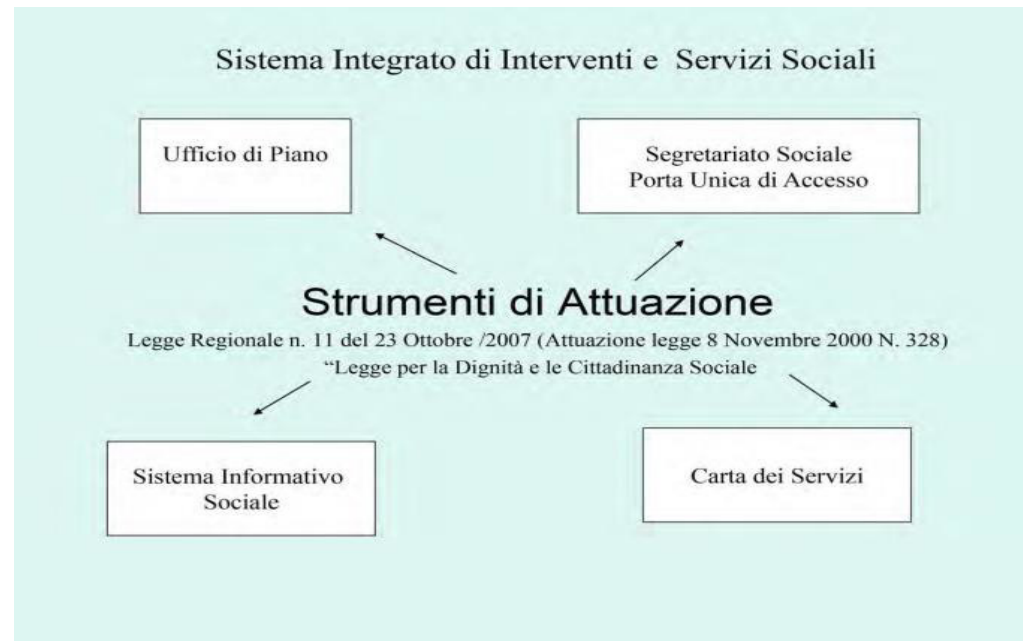 Sistema Integrato di Interventi e Servizi Sociali
Ufficio di Piano
Segretariato Sociale
Porta Unica di Accesso
Strumenti di Attuazione
Legge Regionale n. 11 del 23 Ottobre /2007 (Attuazione legge 8 Novembre 2000 N. 328)
“Legge per la Dignità e le Cittadinanza Sociale
Sistema Informativo
Sociale
Carta dei Servizi